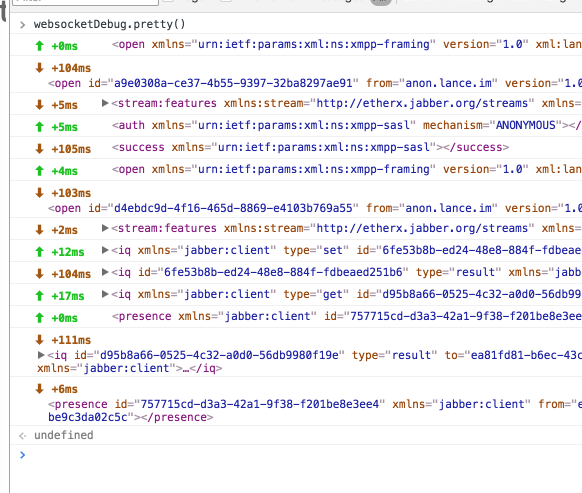 websocketDebug.pretty()
+0ms <open xmlns="urn:ietf:params:xml:ns:xmpp-framing" version="1.0" xml:lan
+104ms
<open id="a9e0308a-ce37-4b55-9397-32ba8297ae91" from="anon.lance.im" version="1.0
+5ms <stream:features xmlns:stream="http://etherx.jabber.org/streams" xmlns=
+5ms <auth xmlns="urn:ietf:params:xml:ns:xmpp-sasl" mechanism="ANONYMOUS"></
+105ms <success xmlns="urn:ietf:params:xml:ns:xmpp-sasl"></success>
+4ms <open xmlns="urn:ietf:params:xml:ns:xmpp-framing" version="1.0" xml:lan
+103ms
<open id="d4ebdc9d-4f16-465d-8869-e4103b769a55" from="anon.lance.im" version="1.0
+2ms <stream:features xmlns:stream="http://etherx.jabber.org/streams" xmlns=
+12ms <iq xmlns="jabber:client" type="set" id="6fe53b8b-ed24-48e8-884f-fdbeae
+104ms <iq id="6fe53b8b-ed24-48e8-884f-fdbeaed251b6" type="result" xmlns="jabb
+17ms <iq xmlns="jabber:client" type="get" id="d95b8a66-0525-4c32-a0d0-56db99
+0ms <presence xmlns="jabber:client" id="757715cd-d3a3-42a1-9f38-f201be8e3ee
+111ms
<iq id="d95b8a66-0525-4c32-a0d0-56db9980f19e" type="result" to="ea81fd81-b6ec-43c
xmlns="jabber:client">…</iq>
+6ms
<presence id="757715cd-d3a3-42a1-9f38-f201be8e3ee4" xmlns="jabber:client" from="e
be9c3da02c5c"></presence>
undefined